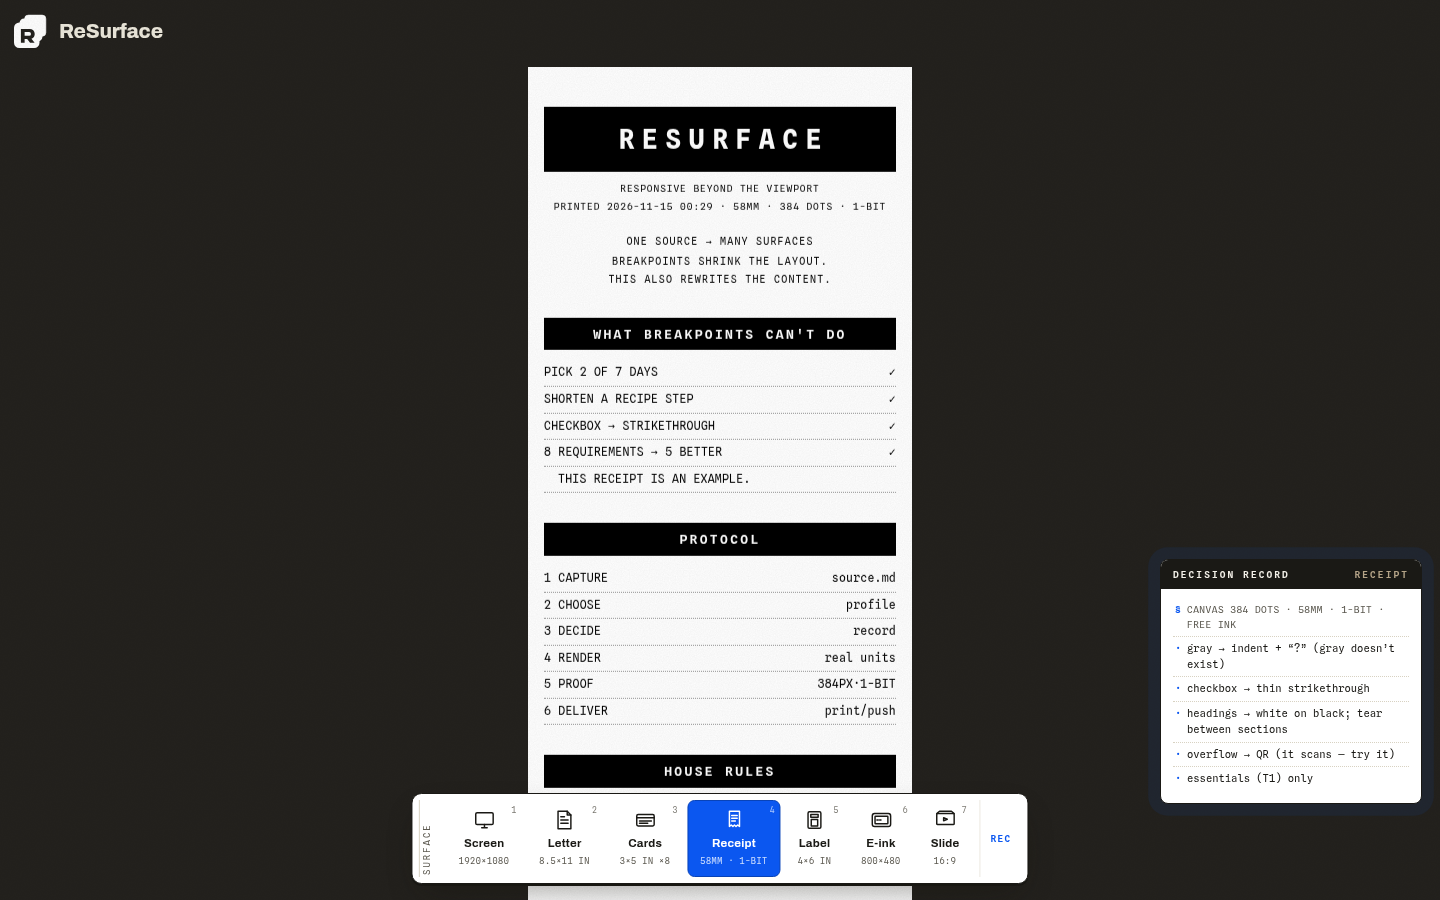 R ReSurface
RESURFACE
RESPONSIVE BEYOND THE VIEWPORT
PRINTED 2026-11-15 00:29 · 58MM · 384 DOTS · 1-BIT
ONE SOURCE → MANY SURFACES
BREAKPOINTS SHRINK THE LAYOUT.
THIS ALSO REWRITES THE CONTENT.
WHAT BREAKPOINTS CAN'T DO
PICK 2 OF 7 DAYS ✓
SHORTEN A RECIPE STEP ✓
CHECKBOX → STRIKETHROUGH ✓
8 REQUIREMENTS → 5 BETTER ✓
THIS RECEIPT IS AN EXAMPLE.
PROTOCOL
1 CAPTURE source.md
2 CHOOSE profile
3 DECIDE record
4 RENDER real units
5 PROOF 384PX·1-BIT
6 DELIVER print/push
HOUSE RULES
DECISION RECORD RECEIPT
§ CANVAS 384 DOTS · 58MM · 1-BIT ·
FREE INK
· gray → indent + “?” (gray doesn’t
exist)
· checkbox → thin strikethrough
· headings → white on black; tear
between sections
· overflow → QR (it scans — try it)
· essentials (T1) only
SURFACE
1 2 3 4 5 6 7
Screen Letter Cards Receipt Label E-ink Slide REC
1920×1080 8.5×11 IN 3×5 IN ×8 58MM · 1-BIT 4×6 IN 800×480 16:9